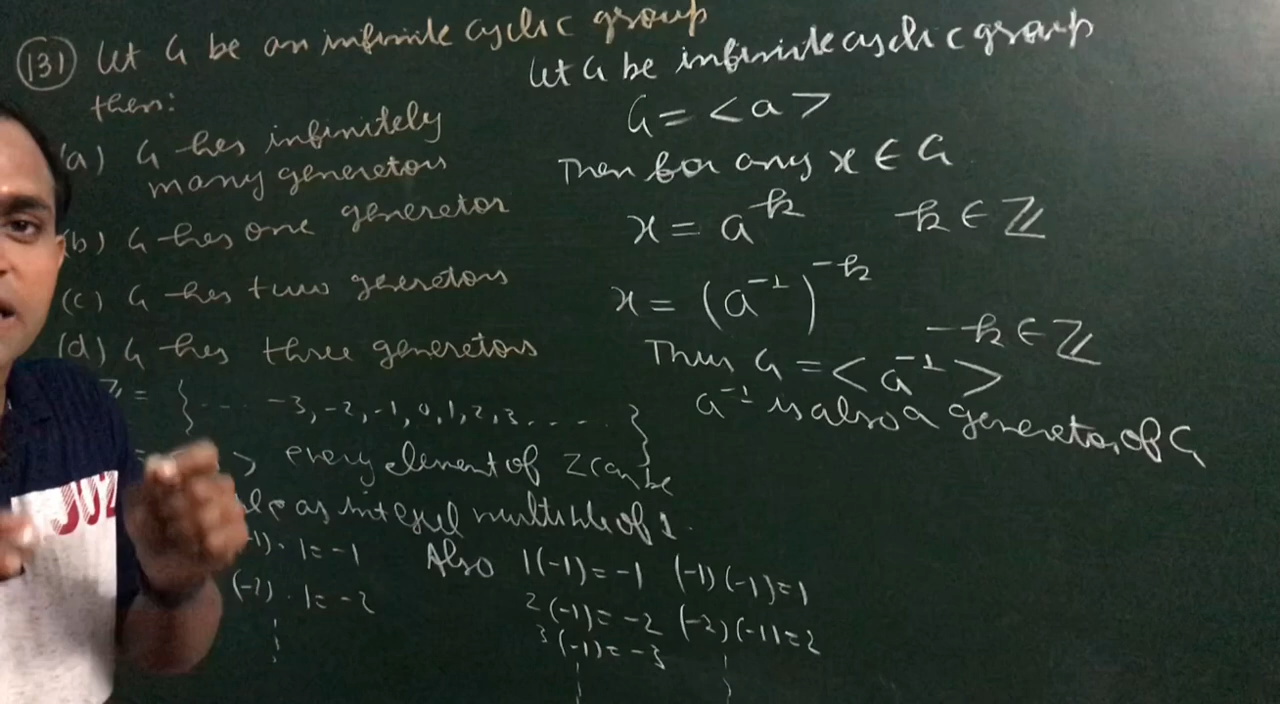 (131) Let G be an infinite cyclic group
then:
(a) G has infinitely
many generators
(b) G has one generator
(c) G has two generators
(d) G has three generators
ℤ = { .... -3, -2, -1, 0, 1, 2, 3, ..... }
> every element of Z can be
as integral multiple of 1.
-1) · 1 = -1
(-2) · 1 = -2
Also 1(-1) = -1 (-1)(-1) = 1
2(-1) = -2 (-2)(-1) = 2
3(-1) = -3
Let G be infinite cyclic group
G = <a>
Then for any x ∈ G
x = a^k k ∈ ℤ
x = (a^-1)^-k
-k ∈ ℤ
Thus G = <a^-1>
a^-1 is also a generator of G